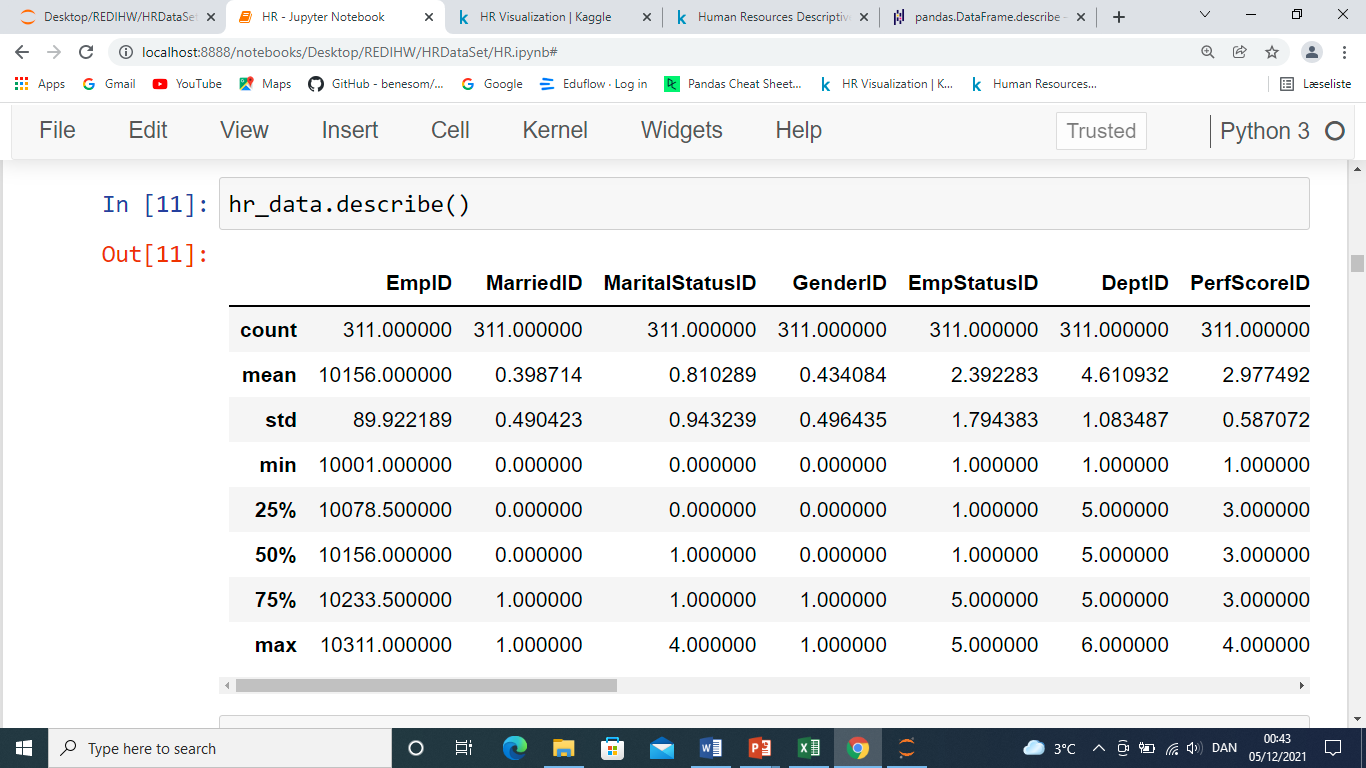 Desktop/REDIHW/HRDataSet
HR - Jupyter Notebook
HR Visualization | Kaggle
Human Resources Descriptive
pandas.DataFrame.describe -
localhost:8888/notebooks/Desktop/REDIHW/HRDataSet/HR.ipynb#
Apps Gmail YouTube Maps GitHub - benesom/... Google Eduflow · Log in Pandas Cheat Sheet... HR Visualization | K... Human Resources... Læseliste
File Edit View Insert Cell Kernel Widgets Help Trusted Python 3
In [11]: hr_data.describe()
Out[11]:
EmpID MarriedID MaritalStatusID GenderID EmpStatusID DeptID PerfScoreID
count 311.000000 311.000000 311.000000 311.000000 311.000000 311.000000 311.000000
mean 10156.000000 0.398714 0.810289 0.434084 2.392283 4.610932 2.977492
std 89.922189 0.490423 0.943239 0.496435 1.794383 1.083487 0.587072
min 10001.000000 0.000000 0.000000 0.000000 1.000000 1.000000 1.000000
25% 10078.500000 0.000000 0.000000 0.000000 1.000000 5.000000 3.000000
50% 10156.000000 0.000000 1.000000 0.000000 1.000000 5.000000 3.000000
75% 10233.500000 1.000000 1.000000 1.000000 5.000000 5.000000 3.000000
max 10311.000000 1.000000 4.000000 1.000000 5.000000 6.000000 4.000000
Type here to search
3°C
DAN
00:43
05/12/2021